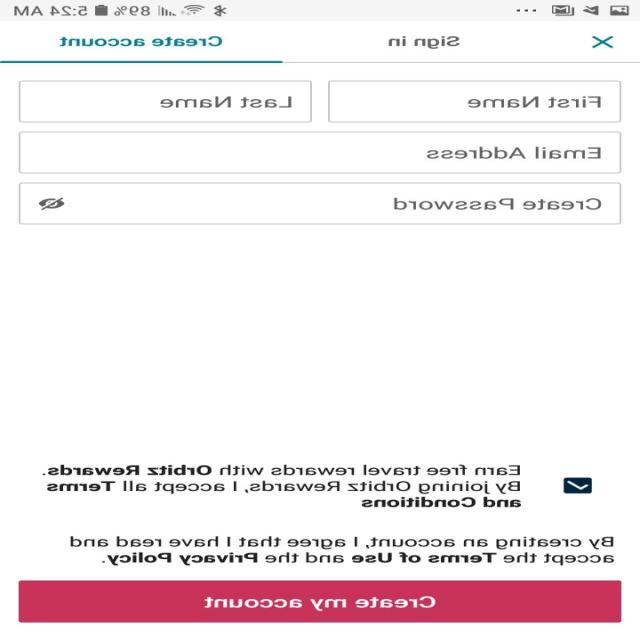 5:24 AM 89%
Sign in Create account
First Name Last Name
Email Address
Create Password
Earn free travel rewards with Orbitz Rewards.
By joining Orbitz Rewards, I accept all Terms
and Conditions
By creating an account, I agree that I have read and
accept the Terms of Use and the Privacy Policy.
Create my account